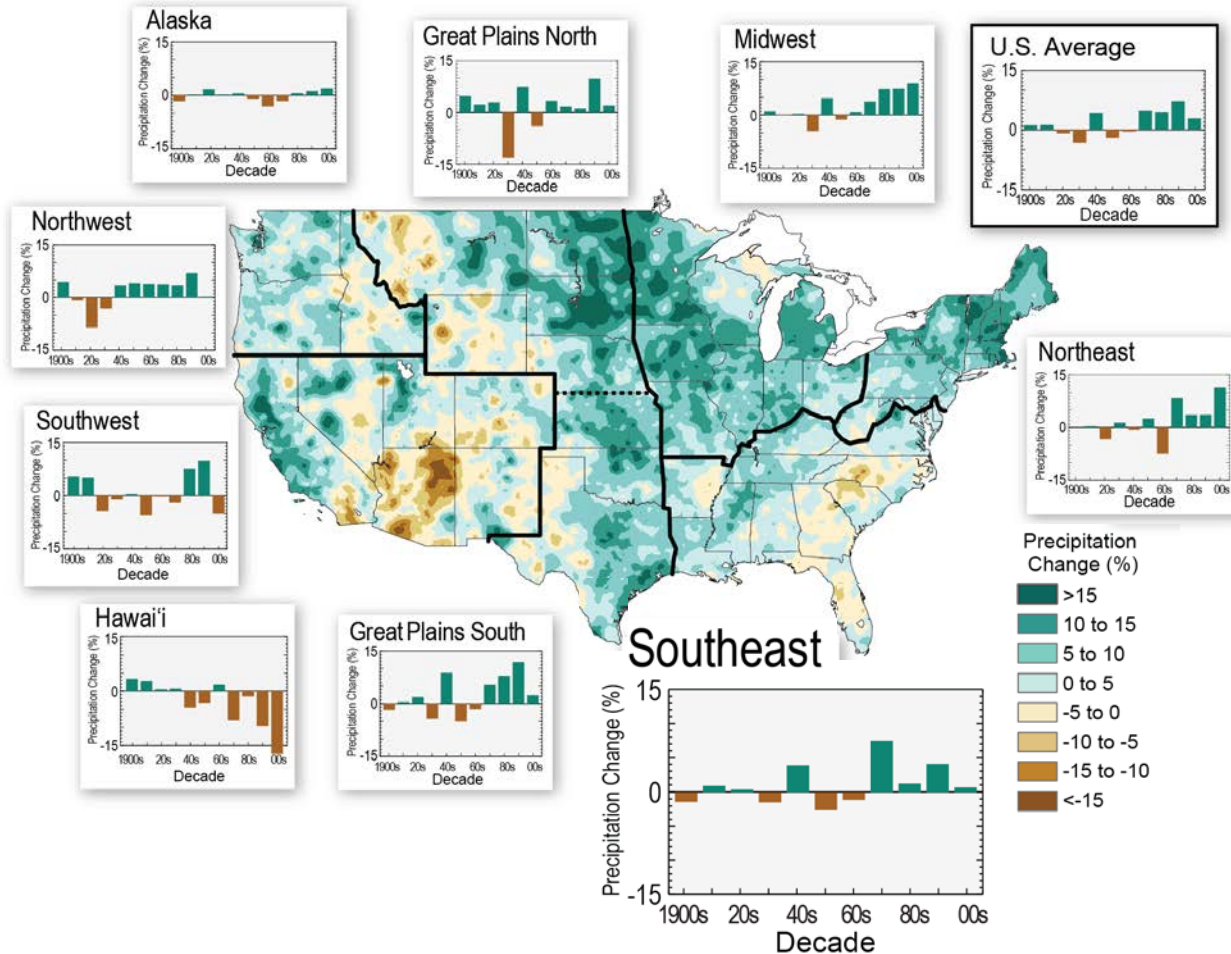 Alaska
Precipitation Change (%)
15
0
-15
1900s 20s 40s 60s 80s 00s
Decade
Great Plains North
Precipitation Change (%)
15
0
-15
1900s 20s 40s 60s 80s 00s
Decade
Midwest
Precipitation Change (%)
15
0
-15
1900s 20s 40s 60s 80s 00s
Decade
U.S. Average
Precipitation Change (%)
15
0
-15
1900s 20s 40s 60s 80s 00s
Decade
Northwest
Precipitation Change (%)
15
0
-15
1900s 20s 40s 60s 80s 00s
Decade
Northeast
Precipitation Change (%)
15
0
-15
1900s 20s 40s 60s 80s 00s
Decade
Southwest
Precipitation Change (%)
15
0
-15
1900s 20s 40s 60s 80s 00s
Decade
Hawai‘i
Precipitation Change (%)
15
0
-15
1900s 20s 40s 60s 80s 00s
Decade
Great Plains South
Precipitation Change (%)
15
0
-15
1900s 20s 40s 60s 80s 00s
Decade
Southeast
Precipitation Change (%)
15
0
-15
1900s 20s 40s 60s 80s 00s
Decade
Precipitation
Change (%)
>15
10 to 15
5 to 10
0 to 5
-5 to 0
-10 to -5
-15 to -10
<-15